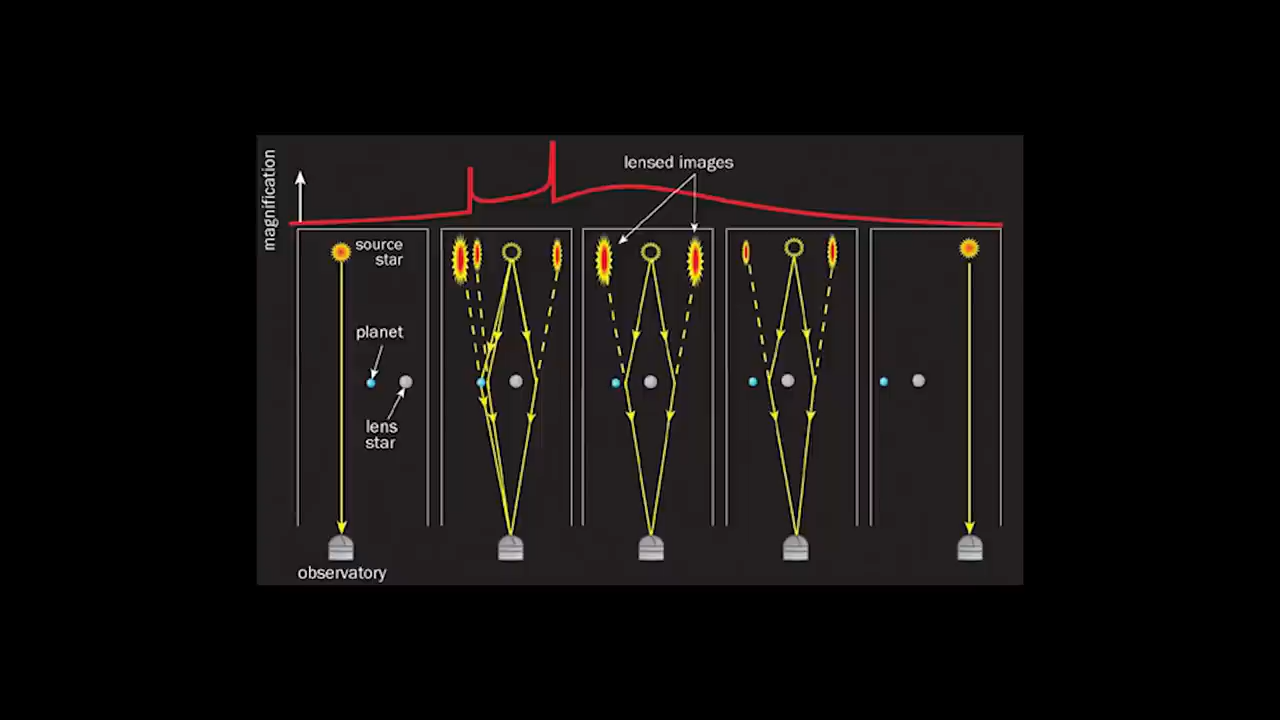 magnification
lensed images
source
star
planet
lens
star
observatory